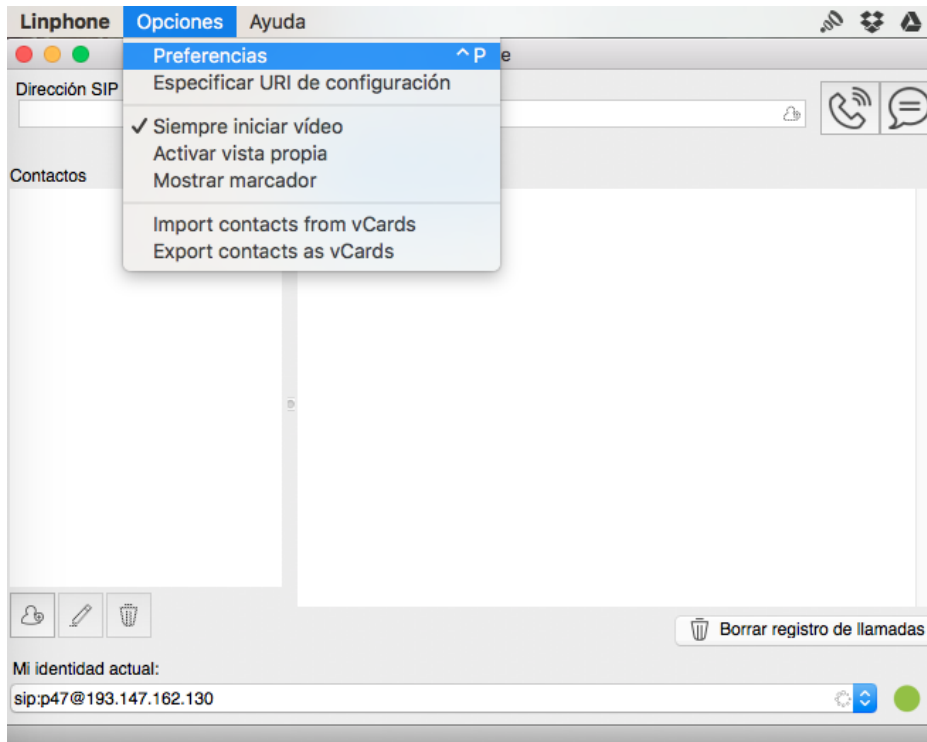 Linphone Opciones Ayuda
Preferencias ^ P e
Dirección SIP
Especificar URI de configuración
✓ Siempre iniciar vídeo
Activar vista propia
Contactos
Mostrar marcador
Import contacts from vCards
Export contacts as vCards
Borrar registro de llamadas
Mi identidad actual:
sip:p47@193.147.162.130